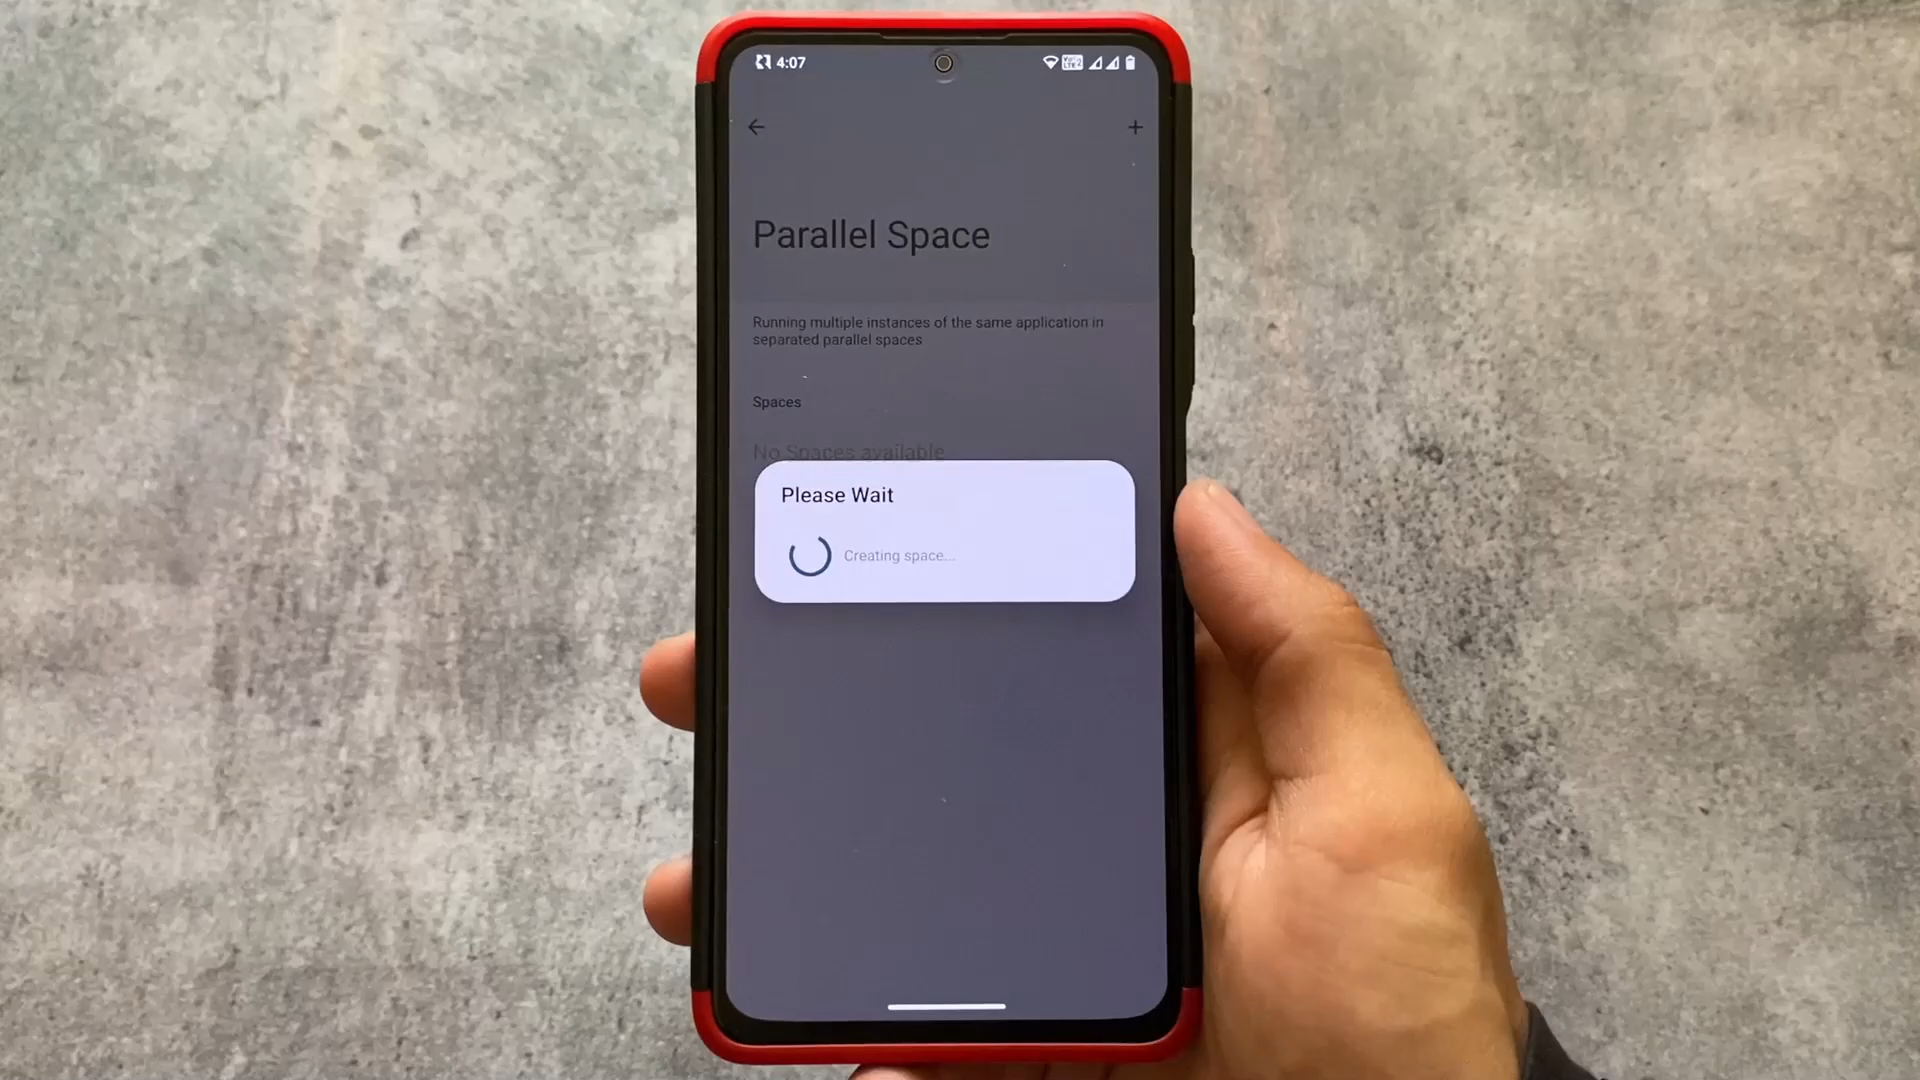 4:07
Parallel Space
Running multiple instances of the same application in
separated parallel spaces
Spaces
No Spaces available
Please Wait
Creating space...